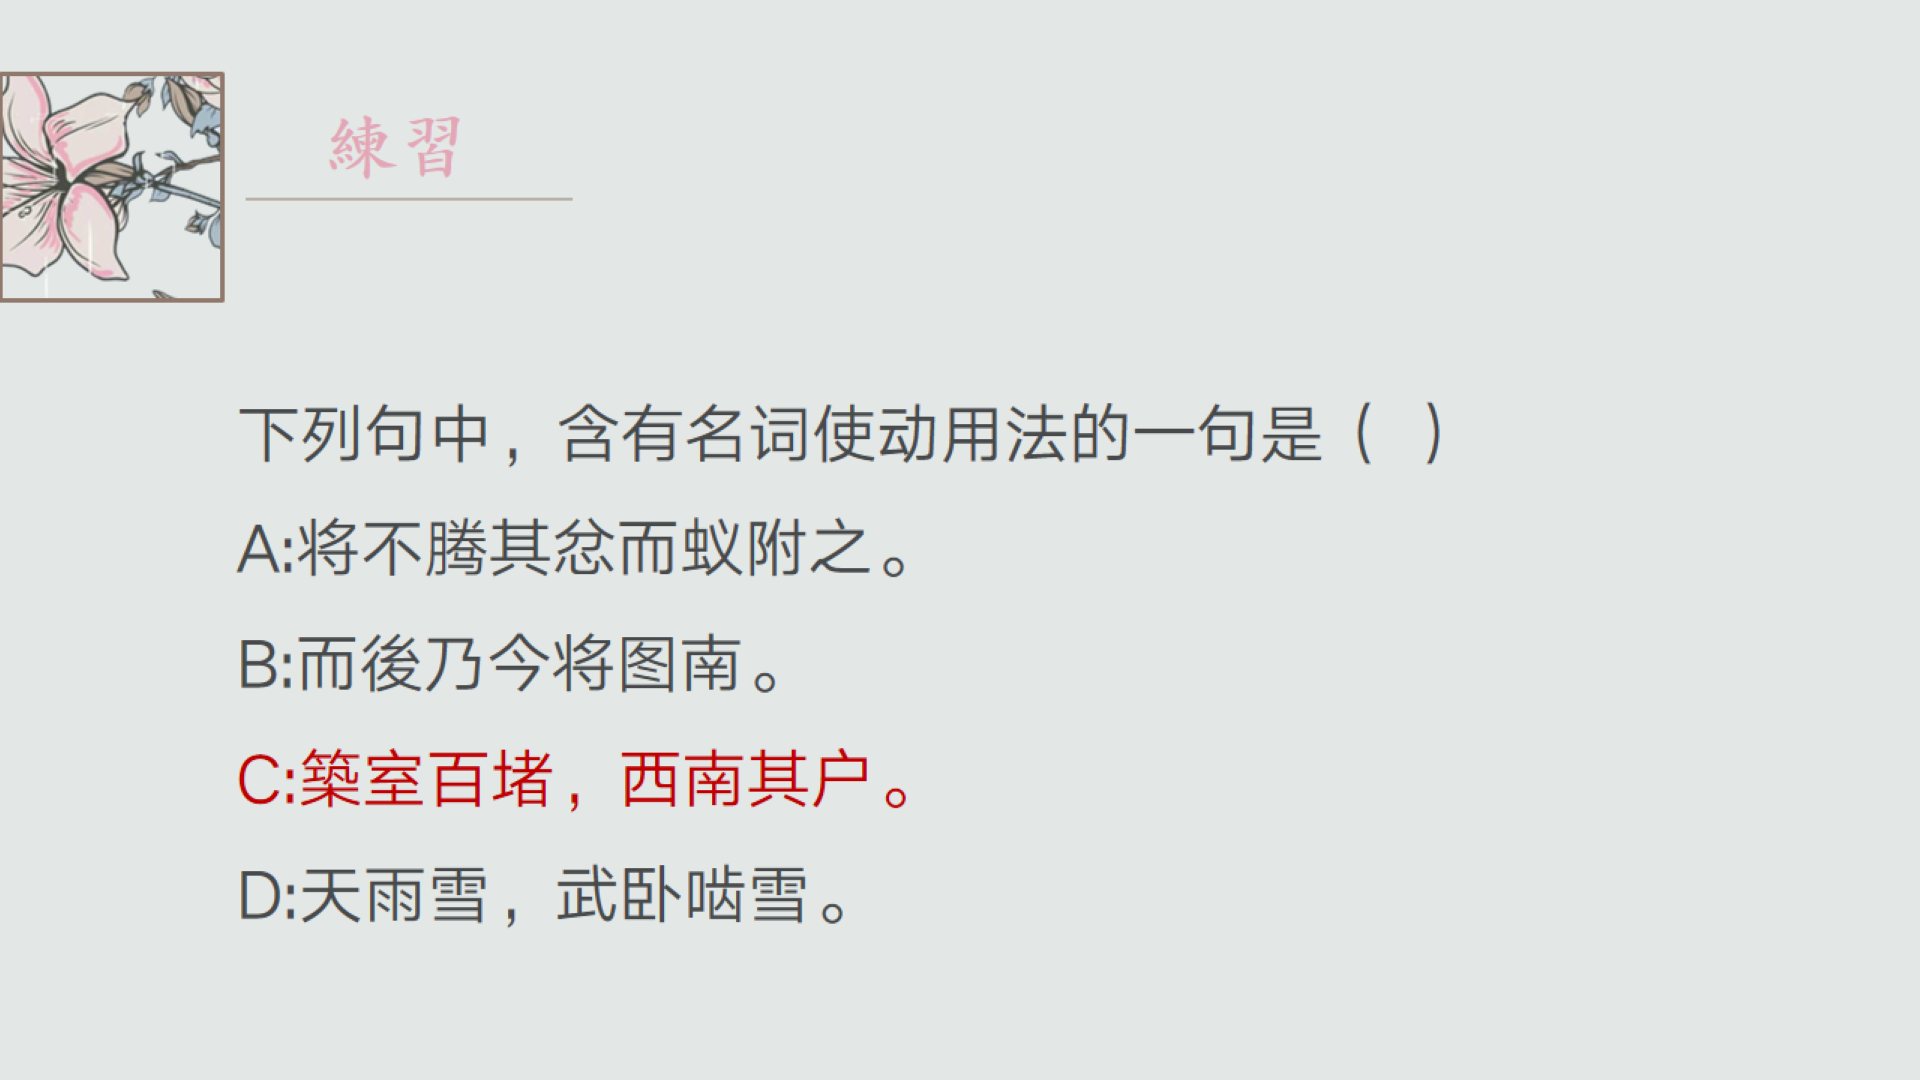 練習
下列句中，含有名词使动用法的一句是（ ）
A:将不腾其忿而蚁附之。
B:而後乃今将图南。
C:築室百堵，西南其户。
D:天雨雪，武卧啮雪。